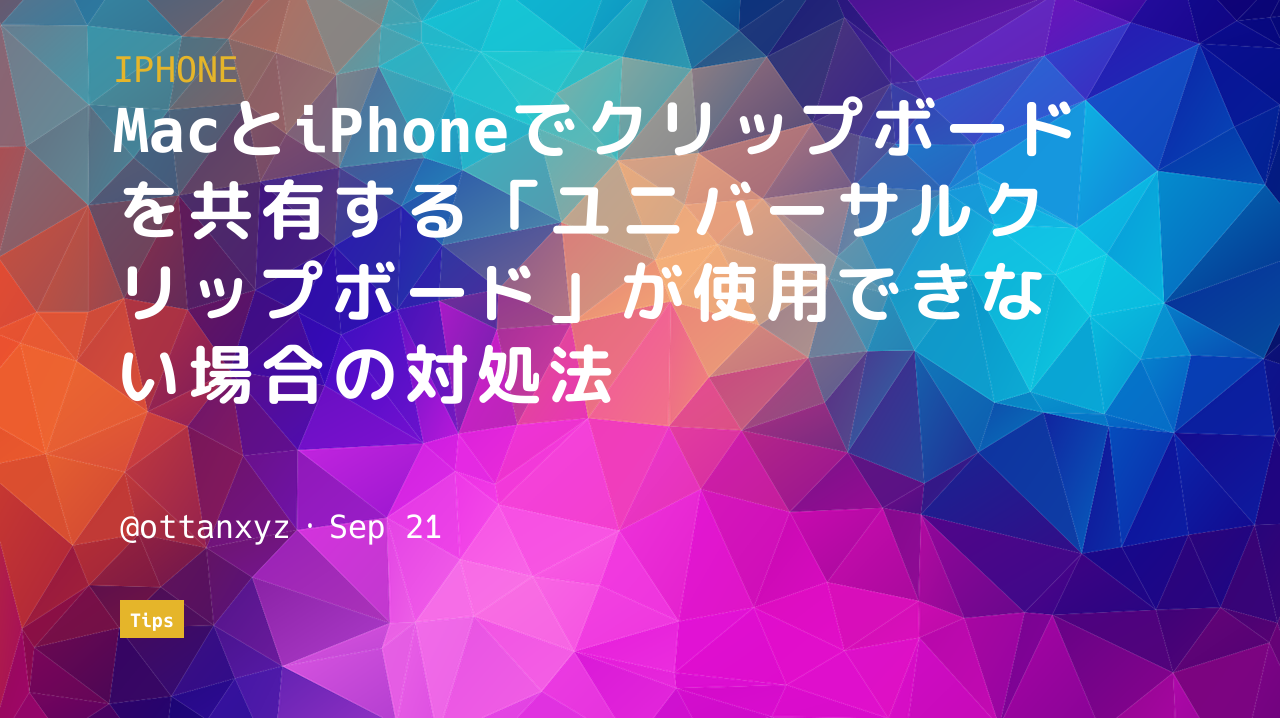 IPHONE
MacとiPhoneでクリップボード
を共有する「ユニバーサルク
リップボード」が使用できな
い場合の対処法
@ottanxyz・Sep 21
Tips